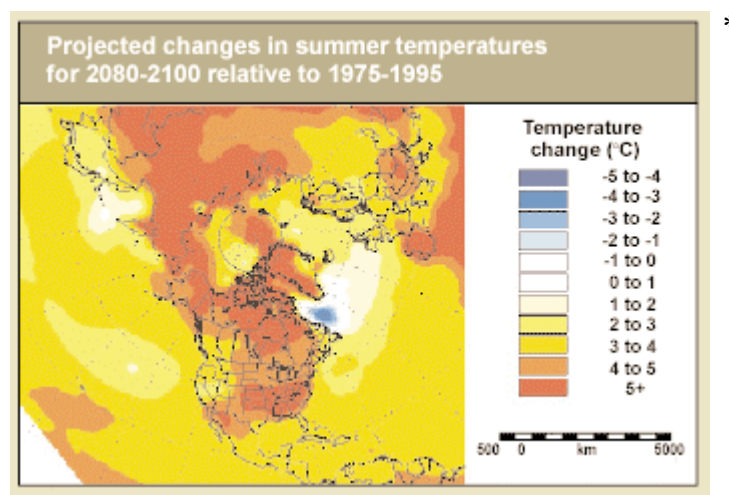 Projected changes in summer temperatures
for 2080-2100 relative to 1975-1995
*
Temperature
change (°C)
-5 to -4
-4 to -3
-3 to -2
-2 to -1
-1 to 0
0 to 1
1 to 2
2 to 3
3 to 4
4 to 5
5+
500 0 km 5000